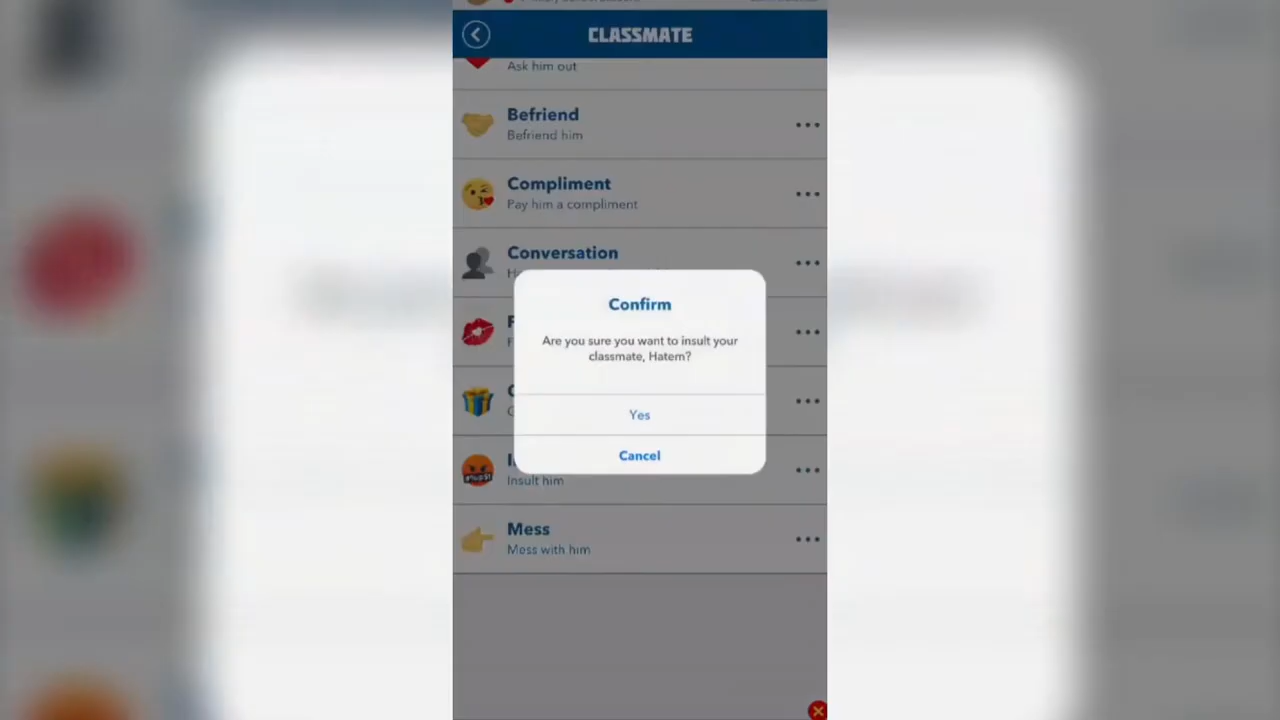 CLASSMATE
Ask him out
Befriend
Befriend him
Compliment
Pay him a compliment
Conversation
Confirm
Are you sure you want to insult your
classmate, Hatem?
Yes
Cancel
Insult him
Mess
Mess with him